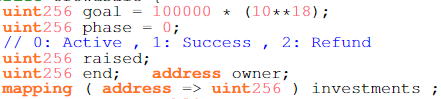 uint256 goal = 100000 * (10**18);
uint256 phase = 0;
// 0: Active , 1: Success , 2: Refund
uint256 raised;
uint256 end;    address owner;
mapping ( address => uint256 ) investments ;